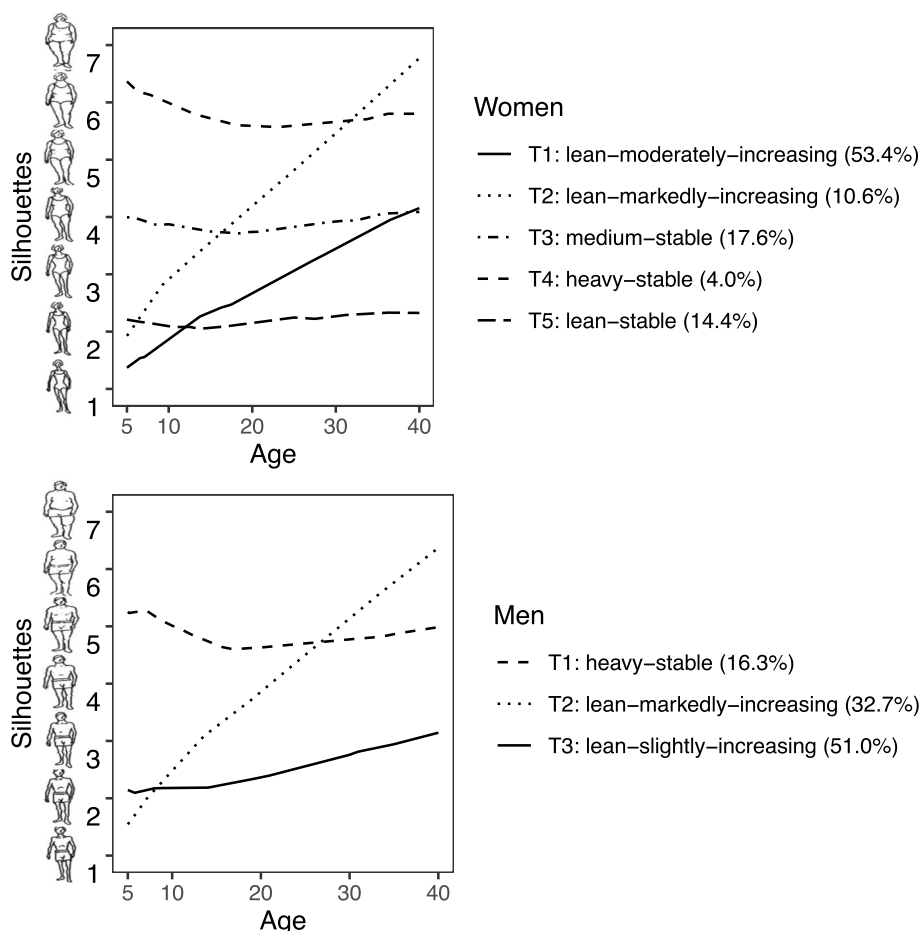 Silhouettes
7
6
5
4
3
2
1
5 10 20 30 40
Age
Women
T1: lean−moderately−increasing (53.4%)
T2: lean−markedly−increasing (10.6%)
T3: medium−stable (17.6%)
T4: heavy−stable (4.0%)
T5: lean−stable (14.4%)
Silhouettes
7
6
5
4
3
2
1
5 10 20 30 40
Age
Men
T1: heavy−stable (16.3%)
T2: lean−markedly−increasing (32.7%)
T3: lean−slightly−increasing (51.0%)